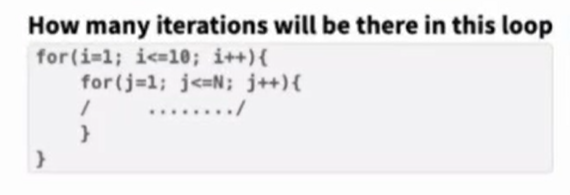 How many iterations will be there in this loop
for(i=1; i<=10; i++){
for(j=1; j<=N; j++){
/ ......../
}
}